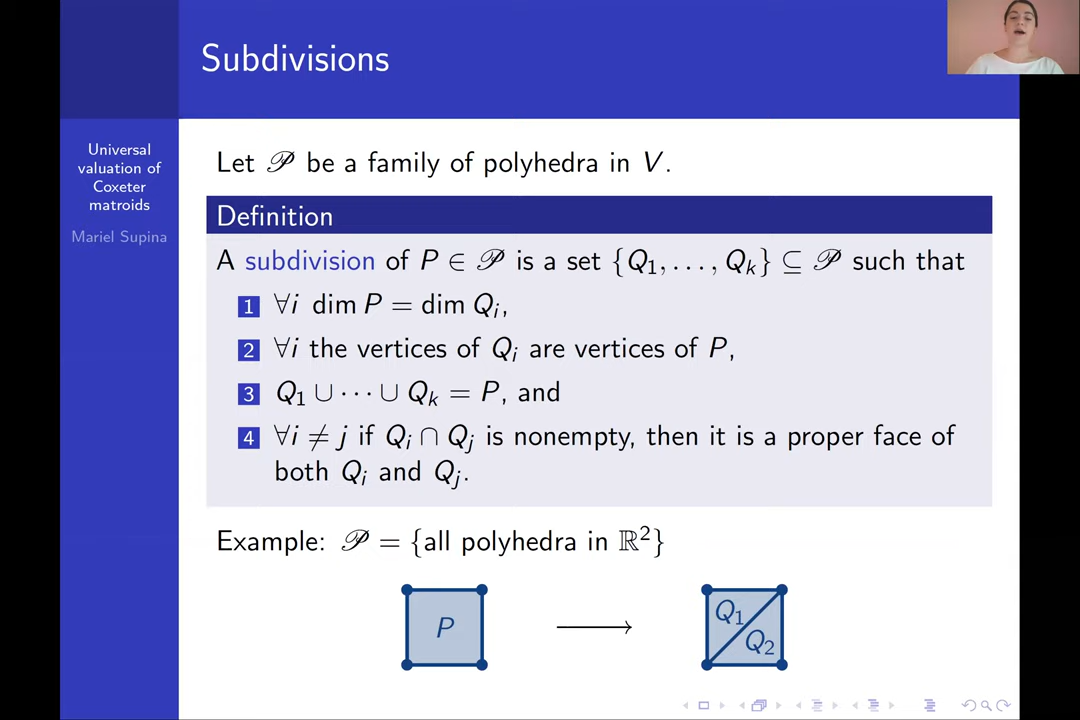 Subdivisions
Universal
valuation of
Coxeter
matroids
Mariel Supina
Let 𝒫 be a family of polyhedra in V.
Definition
A subdivision of P ∈ 𝒫 is a set {Q₁, . . . , Qₖ} ⊆ 𝒫 such that
1 ∀i dim P = dim Qᵢ,
2 ∀i the vertices of Qᵢ are vertices of P,
3 Q₁ ∪ · · · ∪ Qₖ = P, and
4 ∀i ≠ j if Qᵢ ∩ Qⱼ is nonempty, then it is a proper face of
both Qᵢ and Qⱼ.
Example: 𝒫 = {all polyhedra in ℝ²}
P
Q₁
Q₂